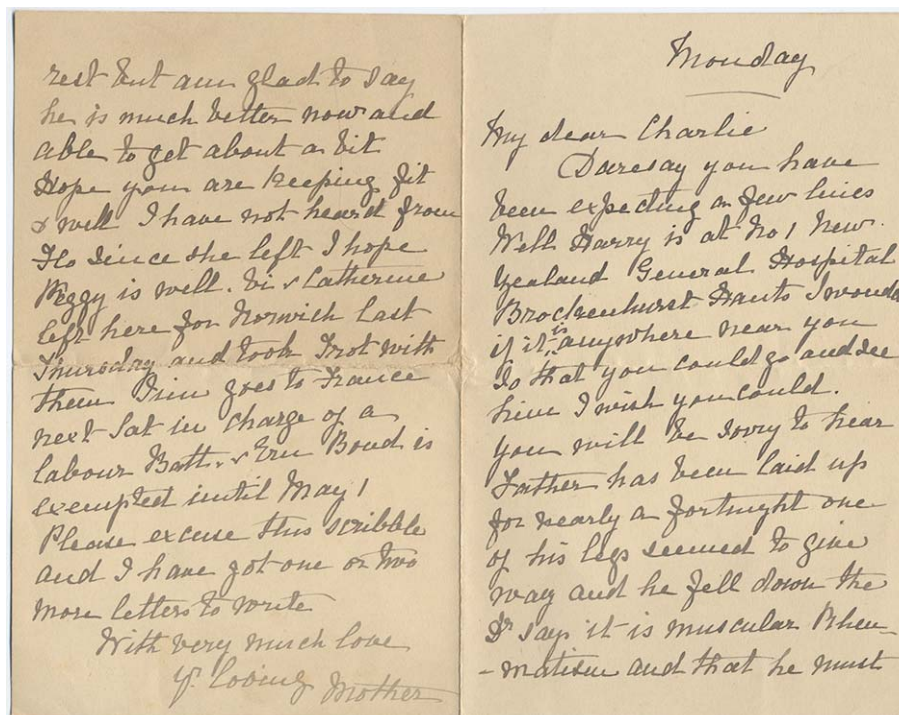 Monday
My dear Charlie
Daresay you have
been expecting a few lines
Well Harry is at No 1 New
Zealand General Hospital
Brockenhurst Hants I wonder
if it is anywhere near you
So that you could go and see
him I wish you could.
You will be sorry to hear
Father has been laid up
for nearly a fortnight one
of his legs seemed to give
way and he fell down the
Dr says it is muscular Rheu-
-matism and that he must
rest but am glad to say
he is much better now and
able to get about a bit
Hope you are keeping fit
& well I have not heard from
Flo since she left I hope
Peggy is well. Vi & Catherine
left here for Norwich last
Thursday and took Trot with
them Jim goes to France
next Sat in charge of a
labour Batt. & Ern Bond is
exempted until May 1
Please excuse this scribble
and I have got one or two
more letters to write
With very much love
Yr. loving Mother